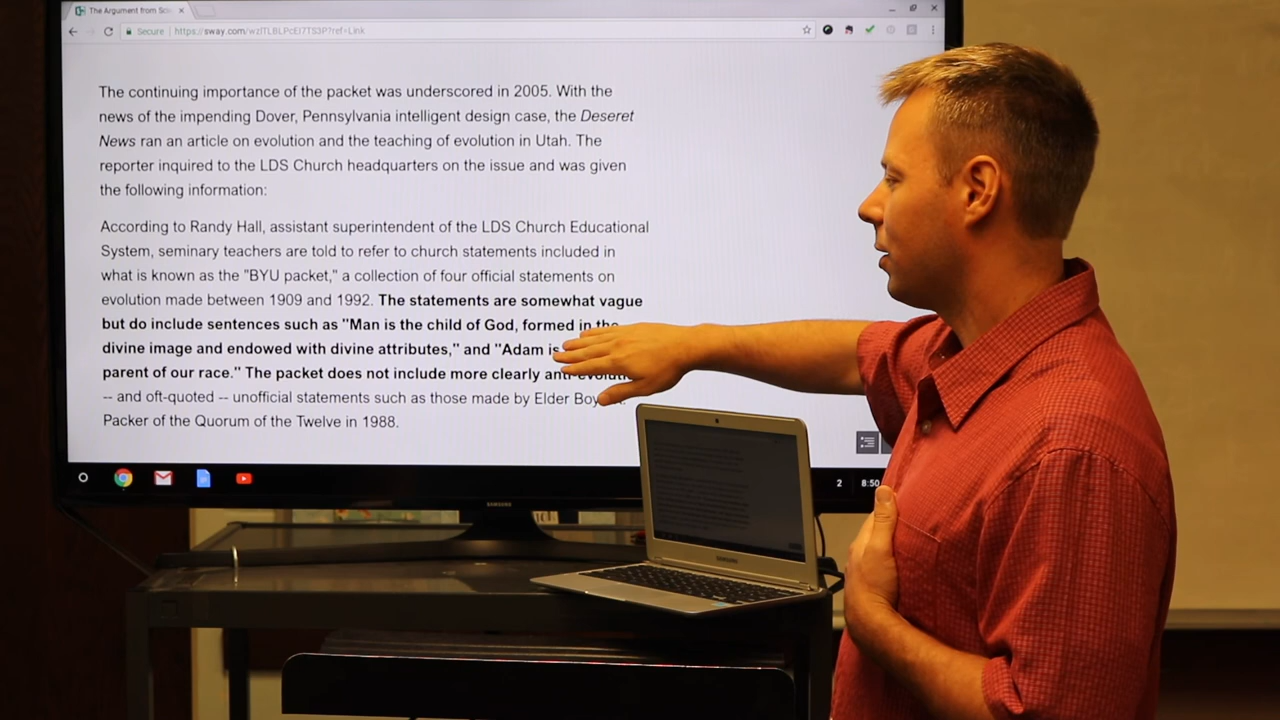 The Argument from Sci
Secure | https://sway.com/wzlTLBLPcEi7TS3P?ref=Link
The continuing importance of the packet was underscored in 2005. With the
news of the impending Dover, Pennsylvania intelligent design case, the Deseret
News ran an article on evolution and the teaching of evolution in Utah. The
reporter inquired to the LDS Church headquarters on the issue and was given
the following information:
According to Randy Hall, assistant superintendent of the LDS Church Educational
System, seminary teachers are told to refer to church statements included in
what is known as the "BYU packet," a collection of four official statements on
evolution made between 1909 and 1992. The statements are somewhat vague
but do include sentences such as "Man is the child of God, formed in the
divine image and endowed with divine attributes," and "Adam is
parent of our race." The packet does not include more clearly anti-evolution
-- and oft-quoted -- unofficial statements such as those made by Elder
Packer of the Quorum of the Twelve in 1988.
2 8:50
SAMSUNG
SAMSUNG